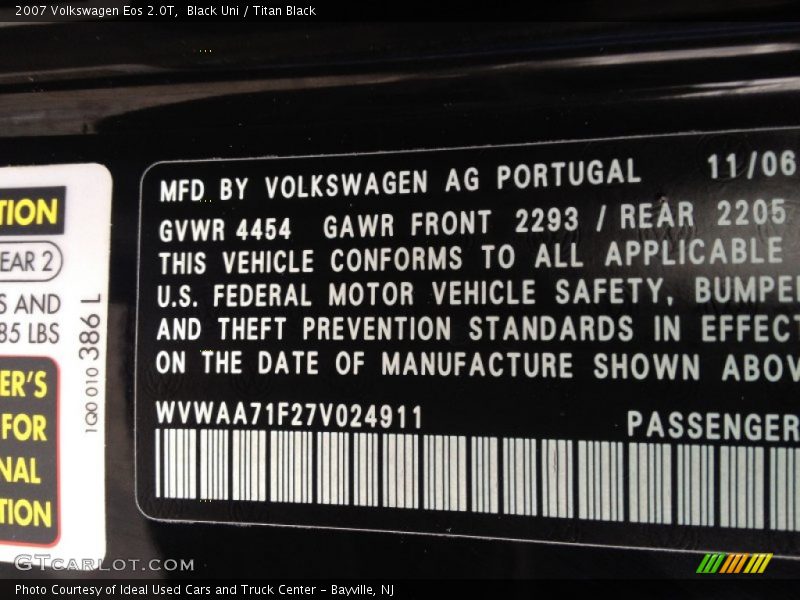 2007 Volkswagen Eos 2.0T,  Black Uni / Titan Black
MFD BY VOLKSWAGEN AG PORTUGAL 11/06
GVWR 4454 GAWR FRONT 2293 / REAR 2205
THIS VEHICLE CONFORMS TO ALL APPLICABLE
U.S. FEDERAL MOTOR VEHICLE SAFETY, BUMPE
AND THEFT PREVENTION STANDARDS IN EFFECT
ON THE DATE OF MANUFACTURE SHOWN ABOV
WVWAA71F27V024911 PASSENGER
TION
EAR 2
S AND
85 LBS
ER'S
FOR
NAL
TION
1Q0 010 386 L
GTcarlot.com
Photo Courtesy of Ideal Used Cars and Truck Center - Bayville, NJ